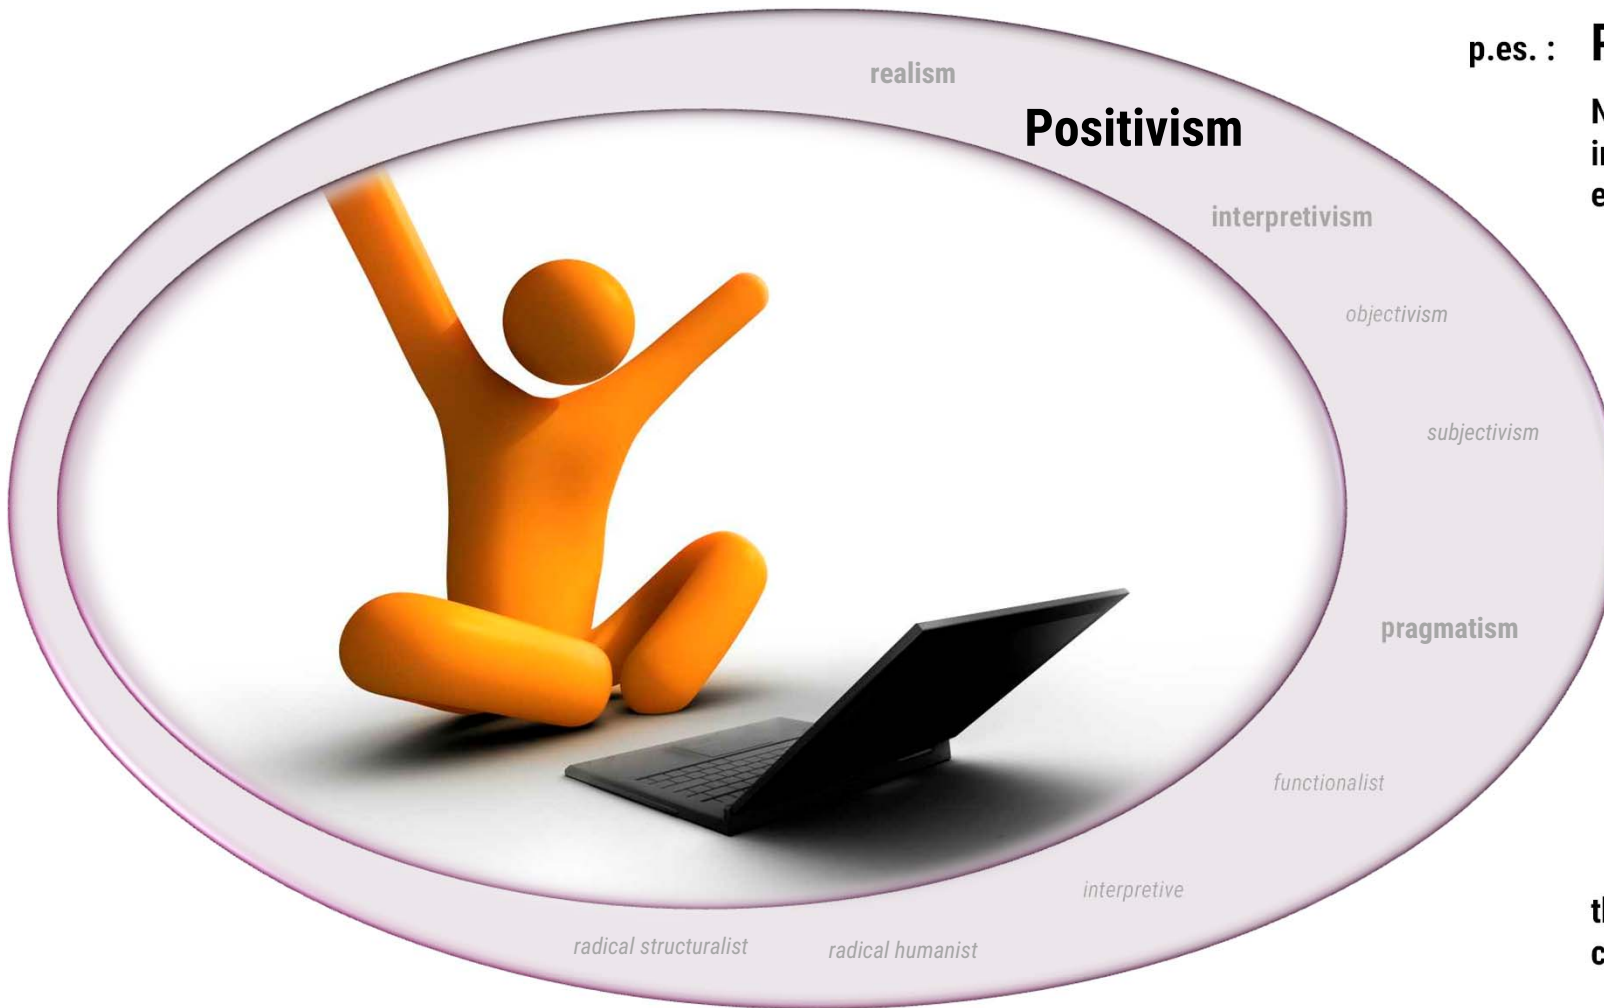 p.es. :
realism
Positivism
interpretivism
objectivism
subjectivism
pragmatism
functionalist
interpretive
radical structuralist
radical humanist